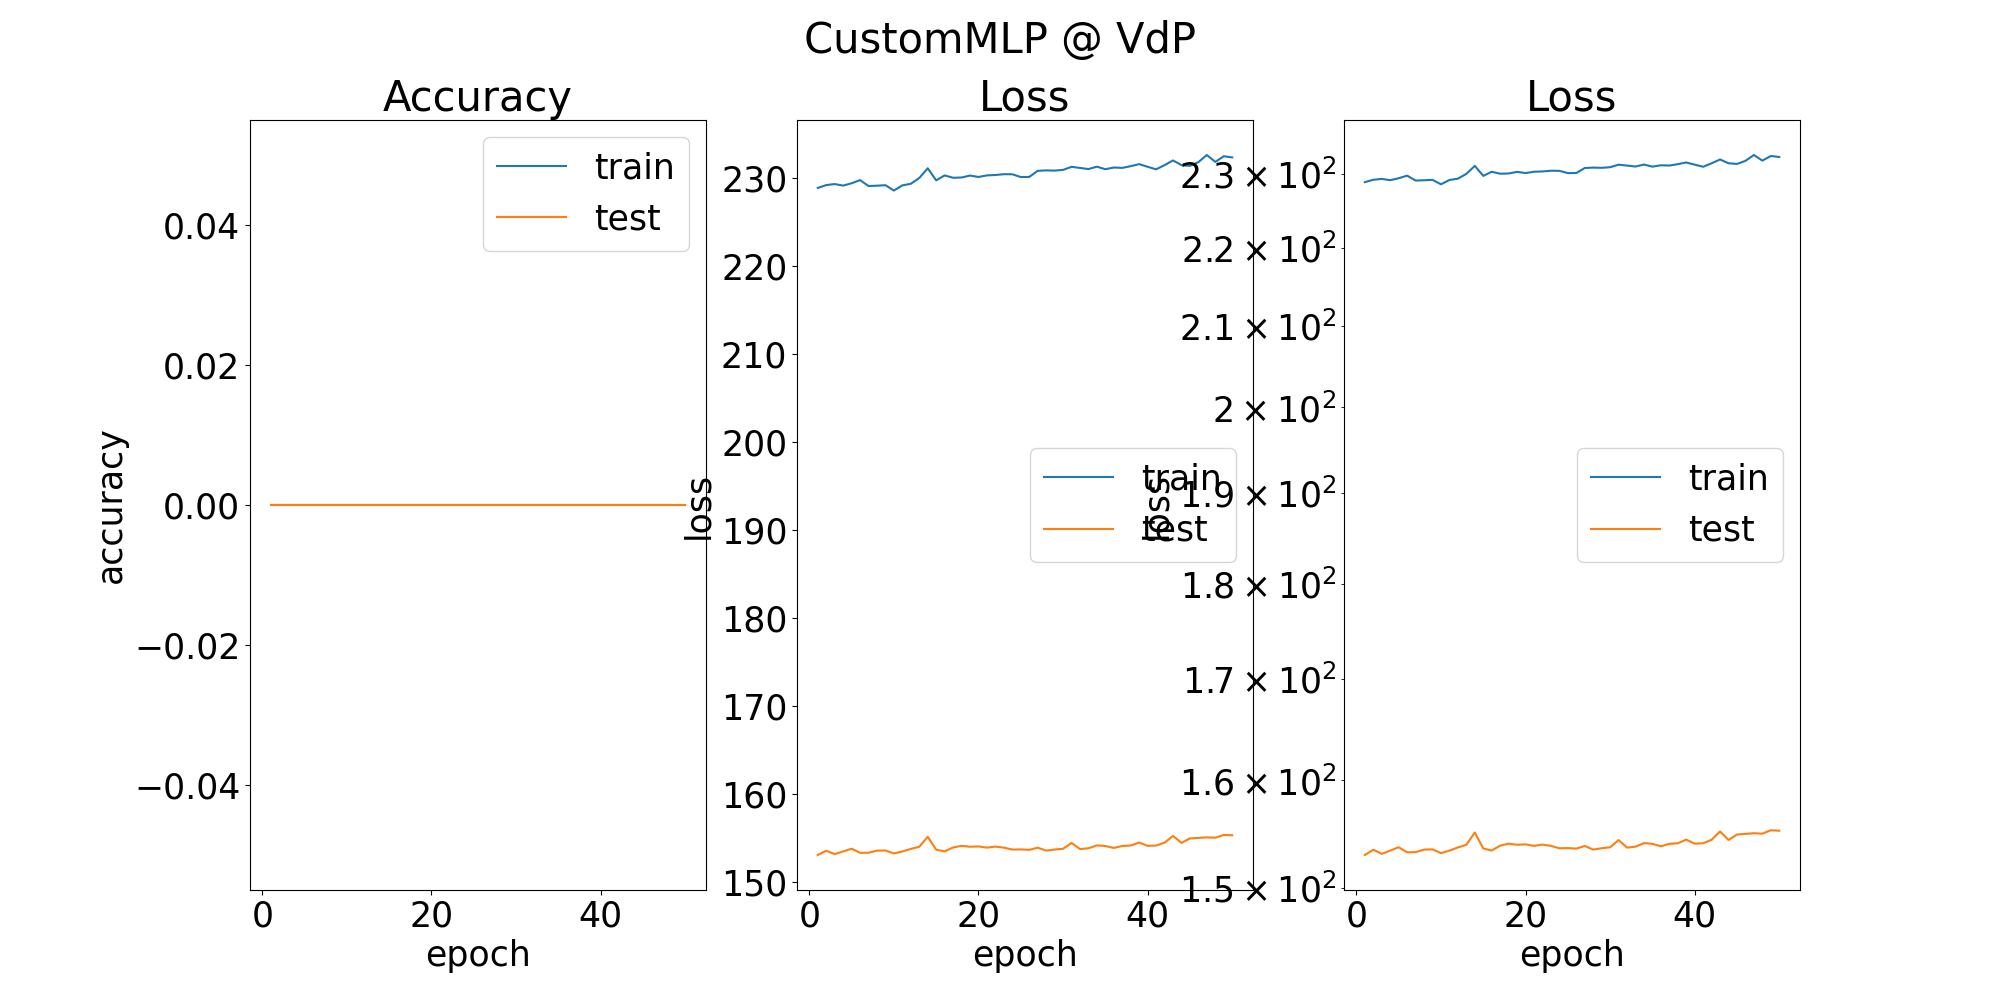 CustomMLP @ VdP
Accuracy
accuracy
0.04
0.02
0.00
−0.02
−0.04
0
20
40
epoch
train
test
Loss
loss
230
220
210
200
190
180
170
160
150
0
20
40
epoch
train
test
Loss
loss
2.3 × 10²
2.2 × 10²
2.1 × 10²
2 × 10²
1.9 × 10²
1.8 × 10²
1.7 × 10²
1.6 × 10²
1.5 × 10²
0
20
40
epoch
train
test